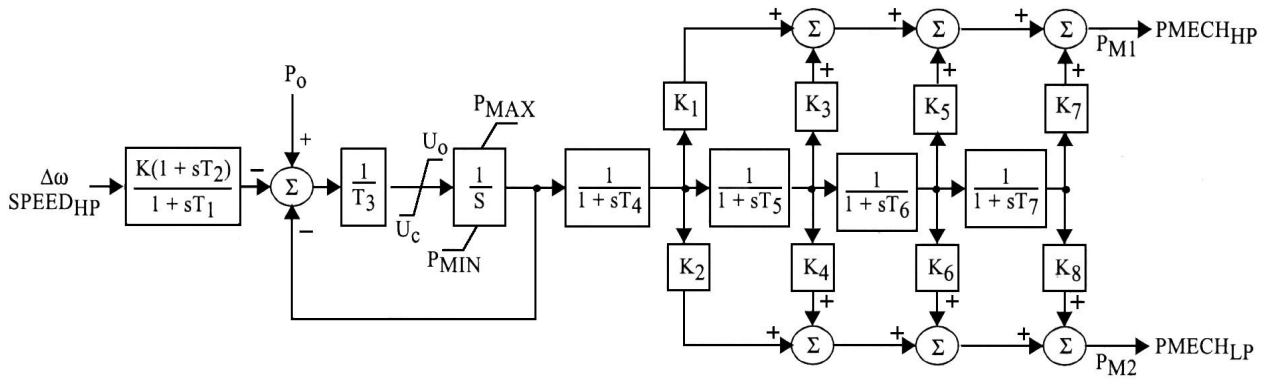 Δω
SPEED_HP
K(1 + sT_2)
1 + sT_1
P_o
+
−
Σ
−
1
T_3
U_o
U_c
P_MAX
1
S
P_MIN
1
1 + sT_4
K_1
K_2
1
1 + sT_5
K_3
K_4
1
1 + sT_6
K_5
K_6
1
1 + sT_7
K_7
K_8
+
Σ
+
+
Σ
+
+
Σ
+
P_M1
PMECH_HP
+
Σ
+
+
Σ
+
+
Σ
+
P_M2
PMECH_LP